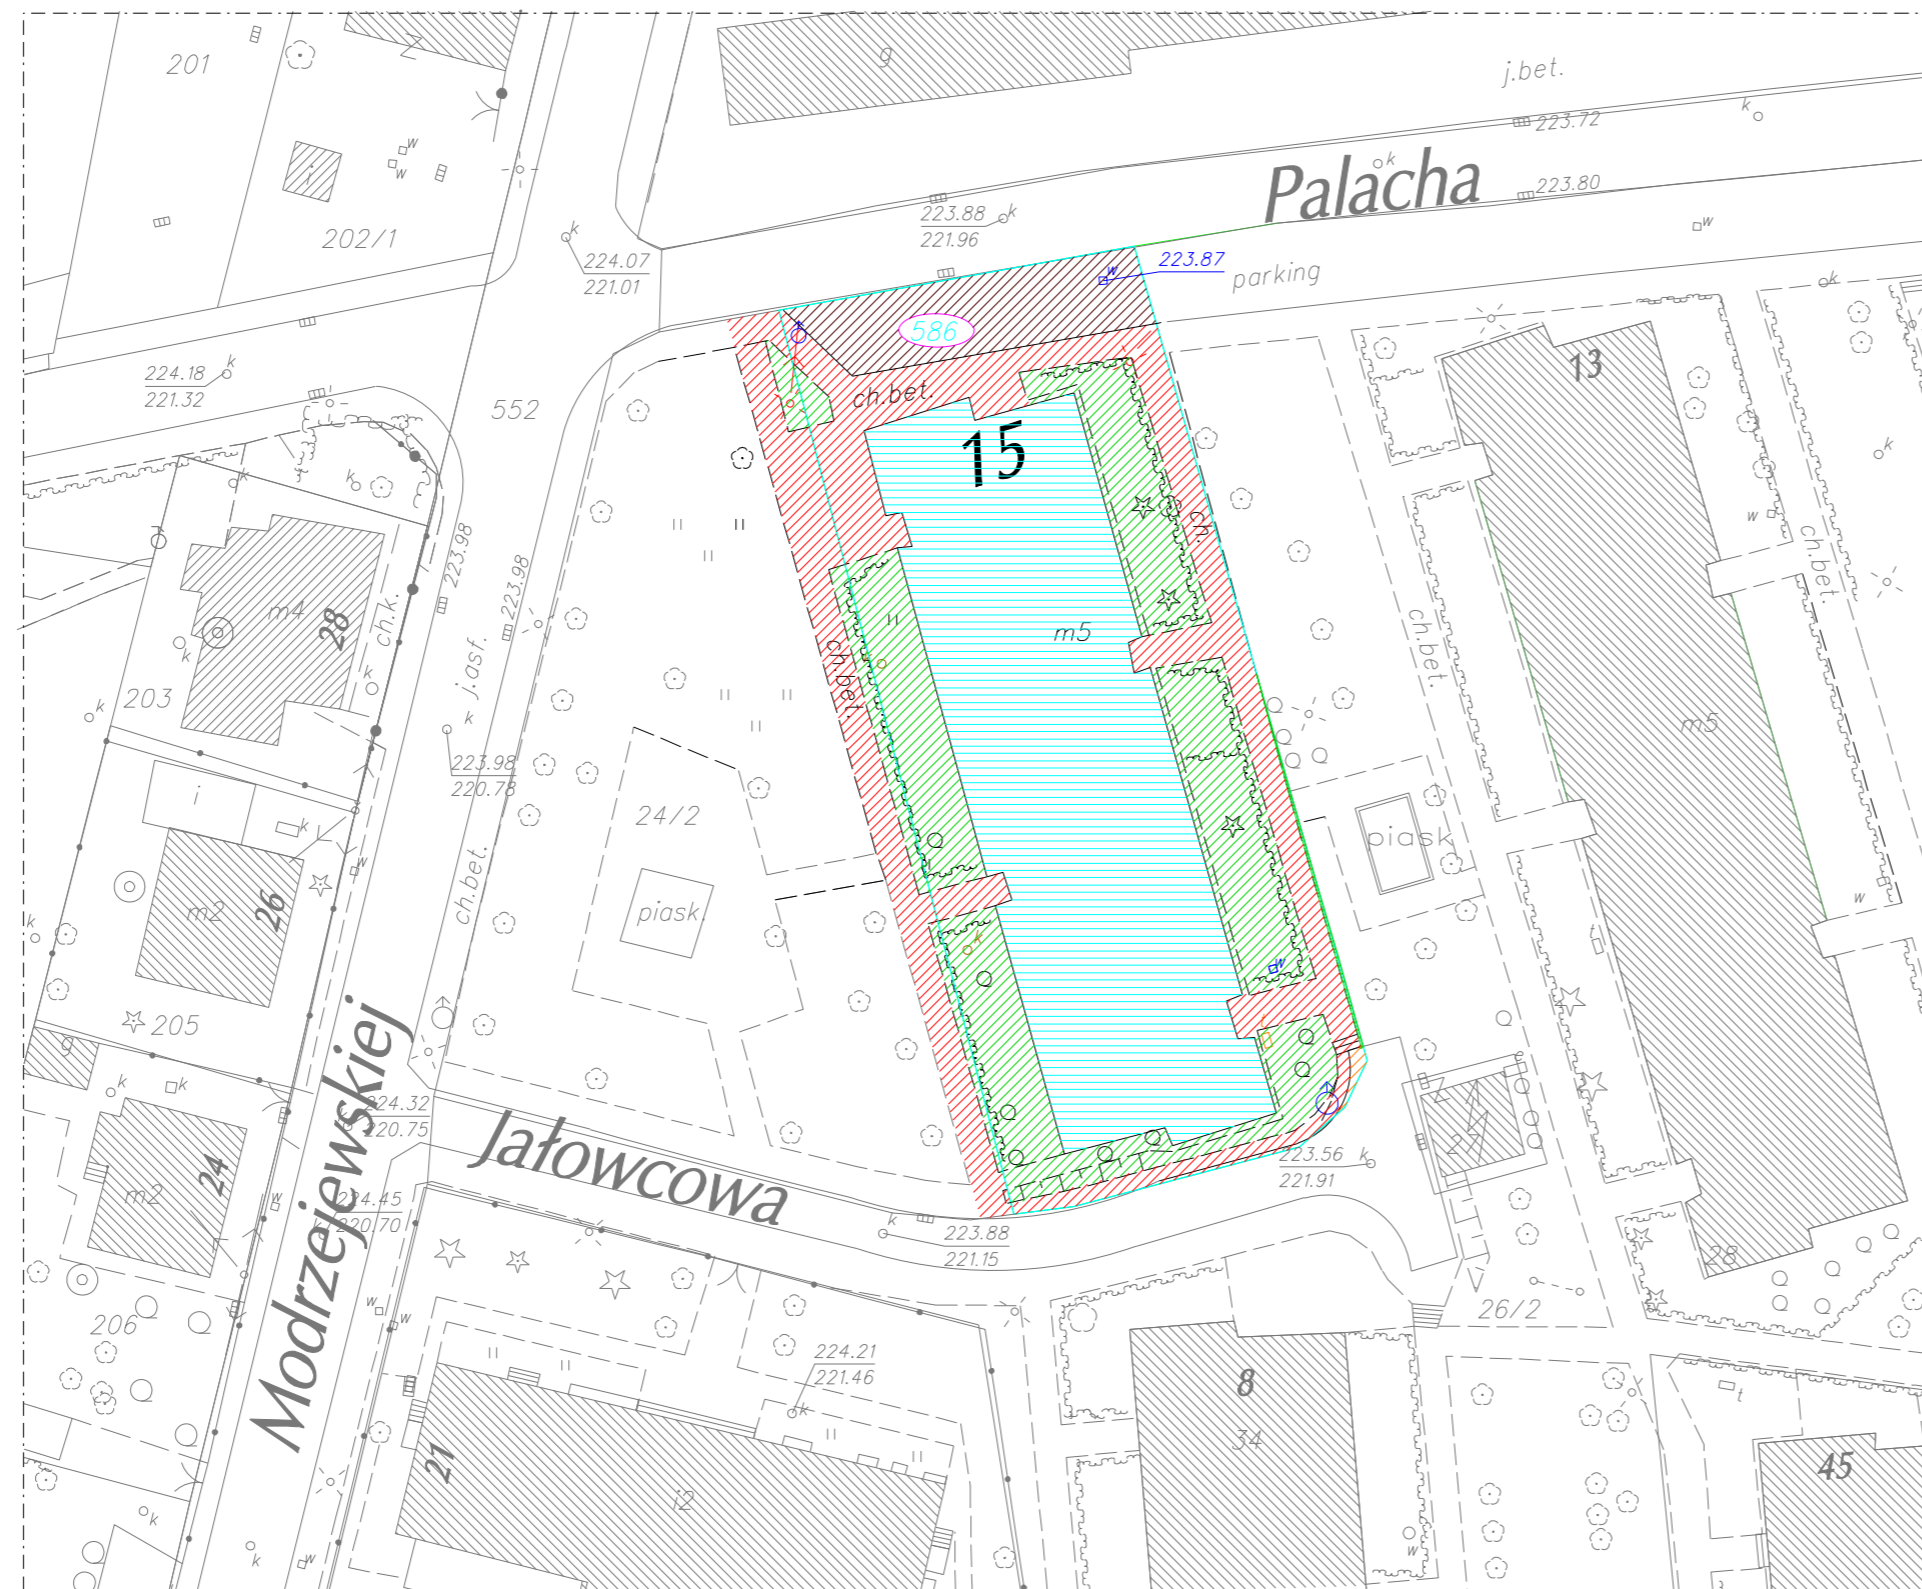 201
g
j.bet.
w
w
k
223.72
k
Palacha
223.80
w
202/1
k
223.88
k
221.96
224.07
221.01
w
223.87
parking
k
k
586
224.18
k
221.32
13
552
ch.bet.
15
k
k
k
223.98
223.98
ch.
w
ch.bet.
m4
28
ch.k.
m5
ch.bet.
k
k
j.asf.
ch.bet.
203
k
k
m5
223.98
220.78
i
24/2
k
piask
w
ch.bet.
m2
26
piask.
w
k
k
t
w
205
g
Modrzejewskiej
e
k
k
224.32
220.75
27
Jałowcowa
223.56
k
221.91
m2
24
w
224.45
220.70
k
k
223.88
221.15
28
w
w
206
26/2
224.21
221.46
k
8
t
34
21
45
i2
k
k
w
w